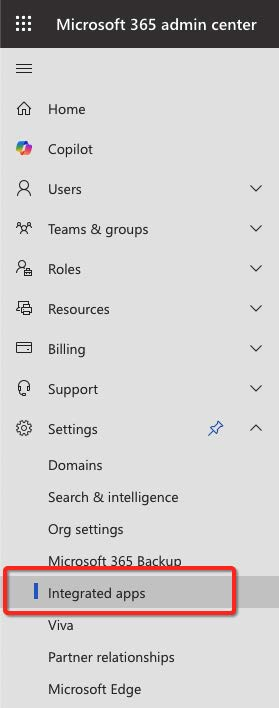 Microsoft 365 admin center
Home
Copilot
Users
Teams & groups
Roles
Resources
Billing
Support
Settings
Domains
Search & intelligence
Org settings
Microsoft 365 Backup
Integrated apps
Viva
Partner relationships
Microsoft Edge